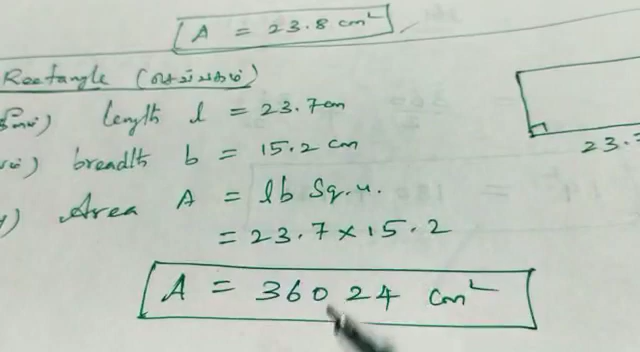 A = 23.8 cm²
Rectangle (செவ்வகம்)
length l = 23.7cm
breadth b = 15.2 cm
23.
Area A = lb Sq.u.
= 23.7 × 15.2
A = 360 24 cm²